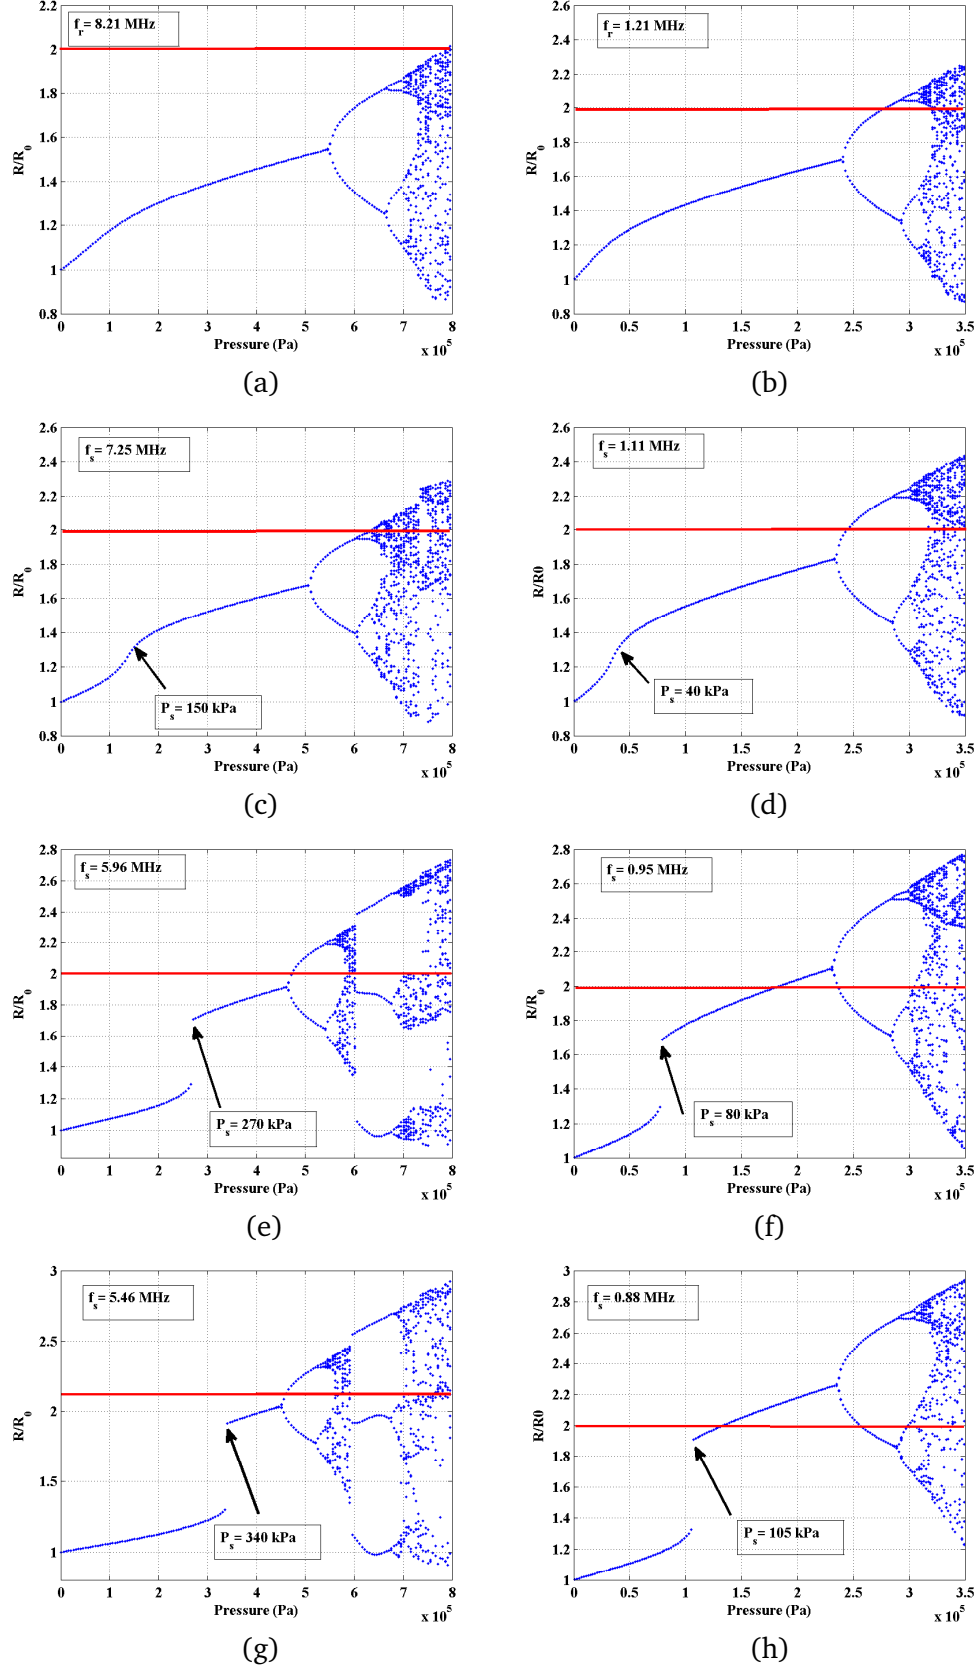 f_r = 8.21 MHz
2.2
2
1.8
1.6
1.4
1.2
1
0.8
R/R_0
0 1 2 3 4 5 6 7 8
Pressure (Pa)
x 10^5
(a)
f_r = 1.21 MHz
2.6
2.4
2.2
2
1.8
1.6
1.4
1.2
1
0.8
R/R_0
0 0.5 1 1.5 2 2.5 3 3.5
Pressure (Pa)
x 10^5
(b)
f_s = 7.25 MHz
2.6
2.4
2.2
2
1.8
1.6
1.4
1.2
1
0.8
R/R_0
P_s = 150 kPa
0 1 2 3 4 5 6 7 8
Pressure (Pa)
x 10^5
(c)
f_s = 1.11 MHz
2.6
2.4
2.2
2
1.8
1.6
1.4
1.2
1
0.8
R/R0
P_s = 40 kPa
0 0.5 1 1.5 2 2.5 3 3.5
Pressure (Pa)
x 10^5
(d)
f_s = 5.96 MHz
2.8
2.6
2.4
2.2
2
1.8
1.6
1.4
1.2
1
R/R_0
P_s = 270 kPa
0 1 2 3 4 5 6 7 8
Pressure (Pa)
x 10^5
(e)
f_s = 0.95 MHz
2.8
2.6
2.4
2.2
2
1.8
1.6
1.4
1.2
1
R/R_0
P_s = 80 kPa
0 0.5 1 1.5 2 2.5 3 3.5
Pressure (Pa)
x 10^5
(f)
f_s = 5.46 MHz
3
2.5
2
1.5
1
R/R_0
P_s = 340 kPa
0 1 2 3 4 5 6 7 8
Pressure (Pa)
x 10^5
(g)
f_s = 0.88 MHz
3
2.8
2.6
2.4
2.2
2
1.8
1.6
1.4
1.2
1
R/R0
P_s = 105 kPa
0 0.5 1 1.5 2 2.5 3 3.5
Pressure (Pa)
x 10^5
(h)